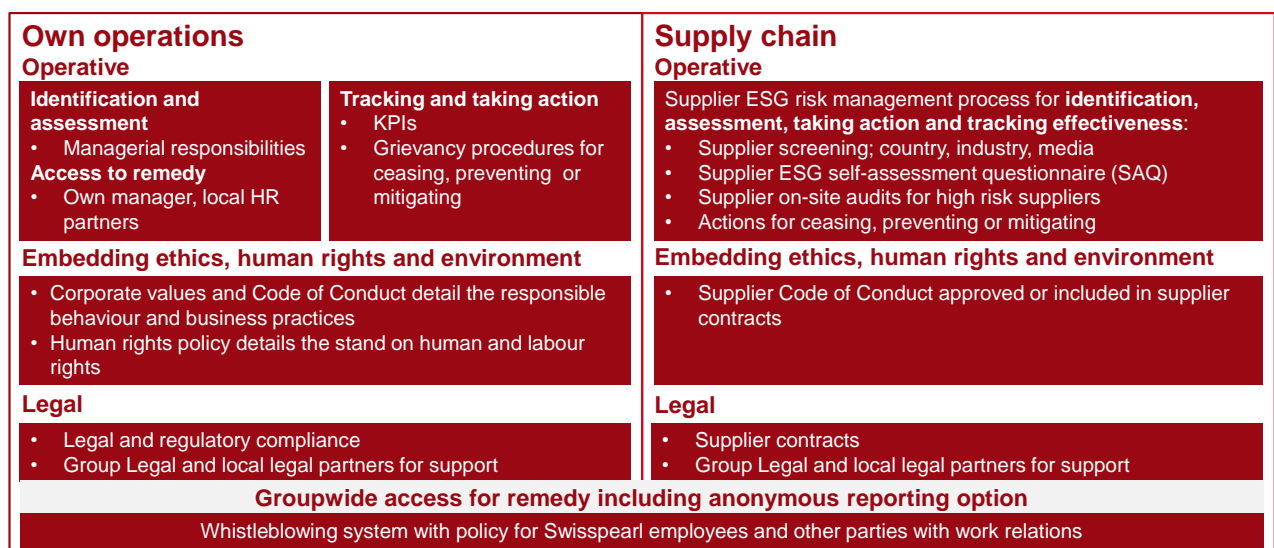 Own operations
Operative
Identification and
assessment
• Managerial responsibilities
Access to remedy
• Own manager, local HR
partners
Tracking and taking action
• KPIs
• Grievancy procedures for
ceasing, preventing or
mitigating
Embedding ethics, human rights and environment
• Corporate values and Code of Conduct detail the responsible
behaviour and business practices
• Human rights policy details the stand on human and labour
rights
Legal
• Legal and regulatory compliance
• Group Legal and local legal partners for support
Supply chain
Operative
Supplier ESG risk management process for identification,
assessment, taking action and tracking effectiveness:
• Supplier screening; country, industry, media
• Supplier ESG self-assessment questionnaire (SAQ)
• Supplier on-site audits for high risk suppliers
• Actions for ceasing, preventing or mitigating
Embedding ethics, human rights and environment
• Supplier Code of Conduct approved or included in supplier
contracts
Legal
• Supplier contracts
• Group Legal and local legal partners for support
Groupwide access for remedy including anonymous reporting option
Whistleblowing system with policy for Swisspearl employees and other parties with work relations